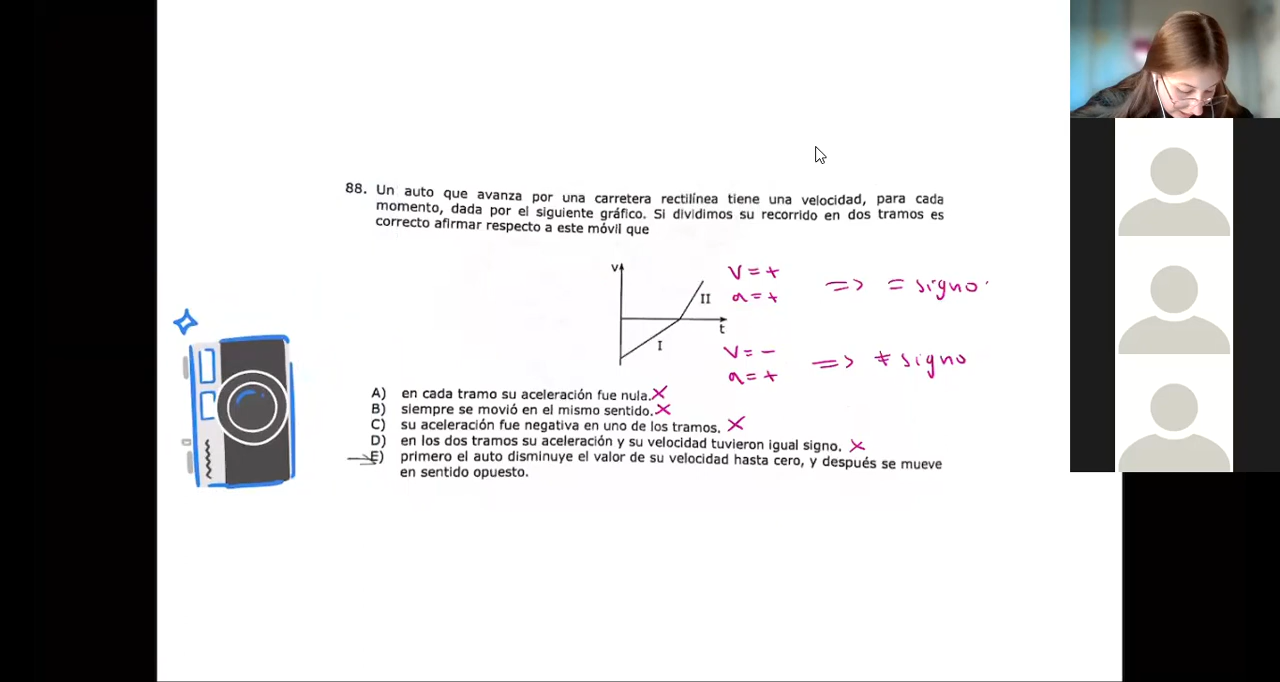 88. Un auto que avanza por una carretera rectilínea tiene una velocidad, para cada
momento, dada por el siguiente gráfico. Si dividimos su recorrido en dos tramos es
correcto afirmar respecto a este móvil que
v
II
t
I
v = +
a = +
=> = signo.
v = -
a = +
=> ≠ signo
A) en cada tramo su aceleración fue nula. X
B) siempre se movió en el mismo sentido. X
C) su aceleración fue negativa en uno de los tramos. X
D) en los dos tramos su aceleración y su velocidad tuvieron igual signo. X
E) primero el auto disminuye el valor de su velocidad hasta cero, y después se mueve
en sentido opuesto.